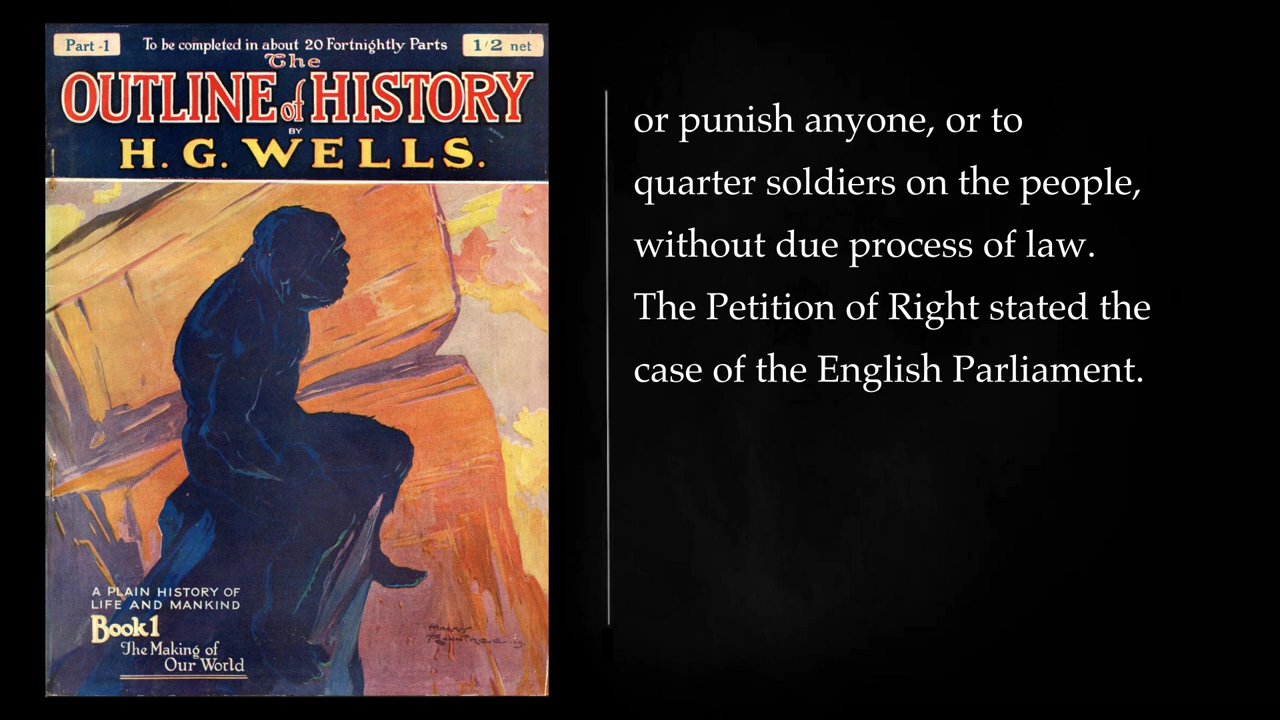 Part -1
To be completed in about 20 Fortnightly Parts
1/2 net
The
OUTLINE of HISTORY
BY
H. G. WELLS.
A PLAIN HISTORY OF
LIFE AND MANKIND
Book 1
The Making of
Our World
or punish anyone, or to
quarter soldiers on the people,
without due process of law.
The Petition of Right stated the
case of the English Parliament.